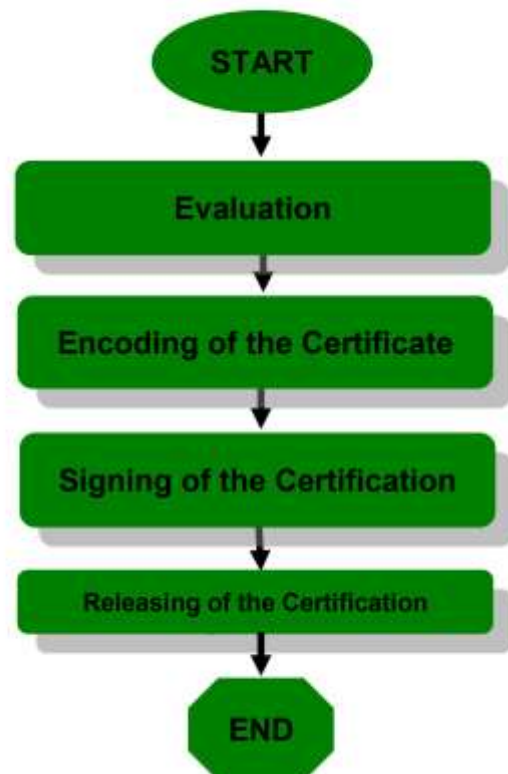 START
Evaluation
Encoding of the Certificate
Signing of the Certification
Releasing of the Certification
END